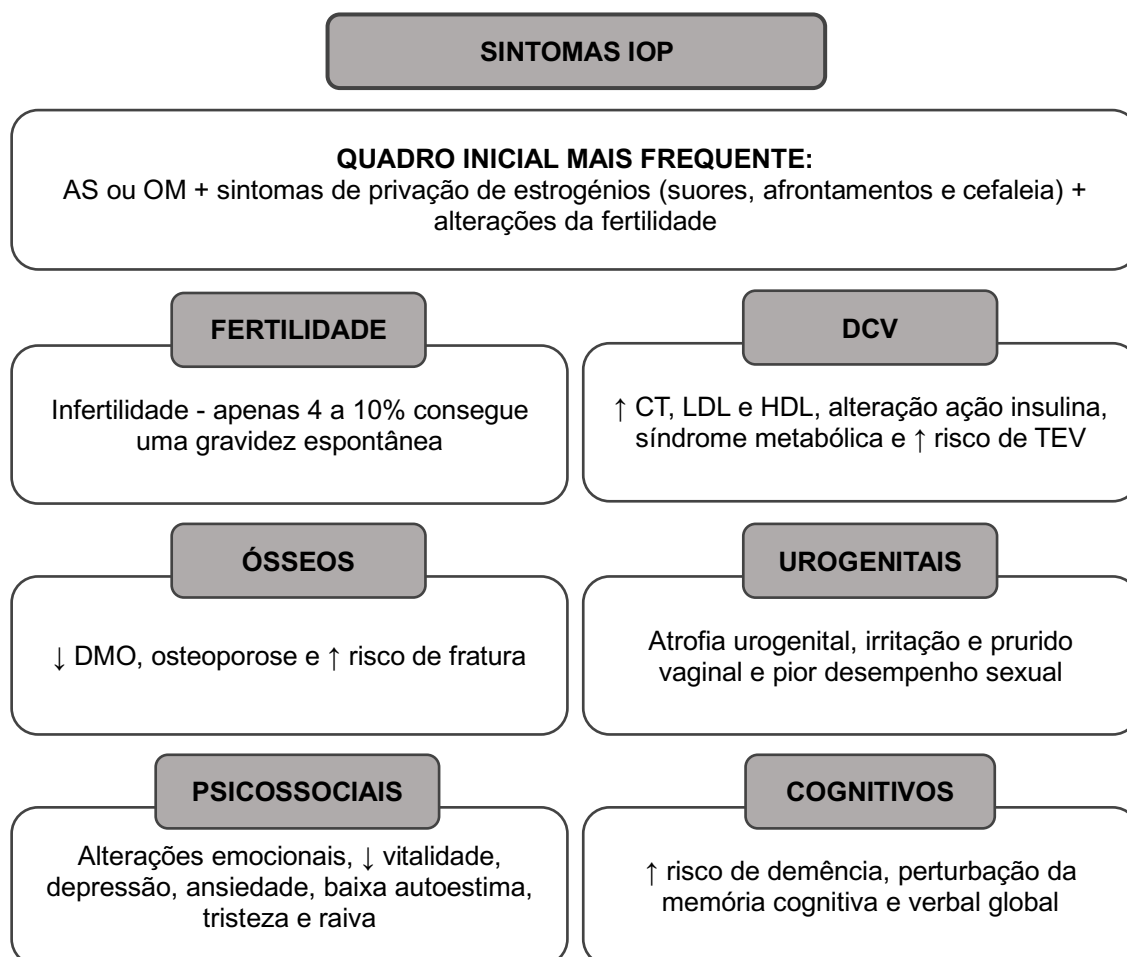 SINTOMAS IOP
QUADRO INICIAL MAIS FREQUENTE:
AS ou OM + sintomas de privação de estrogénios (suores, afrontamentos e cefaleia) +
alterações da fertilidade
FERTILIDADE
Infertilidade - apenas 4 a 10% consegue
uma gravidez espontânea
DCV
↑ CT, LDL e HDL, alteração ação insulina,
síndrome metabólica e ↑ risco de TEV
ÓSSEOS
↓ DMO, osteoporose e ↑ risco de fratura
UROGENITAIS
Atrofia urogenital, irritação e prurido
vaginal e pior desempenho sexual
PSICOSSOCIAIS
Alterações emocionais, ↓ vitalidade,
depressão, ansiedade, baixa autoestima,
tristeza e raiva
COGNITIVOS
↑ risco de demência, perturbação da
memória cognitiva e verbal global